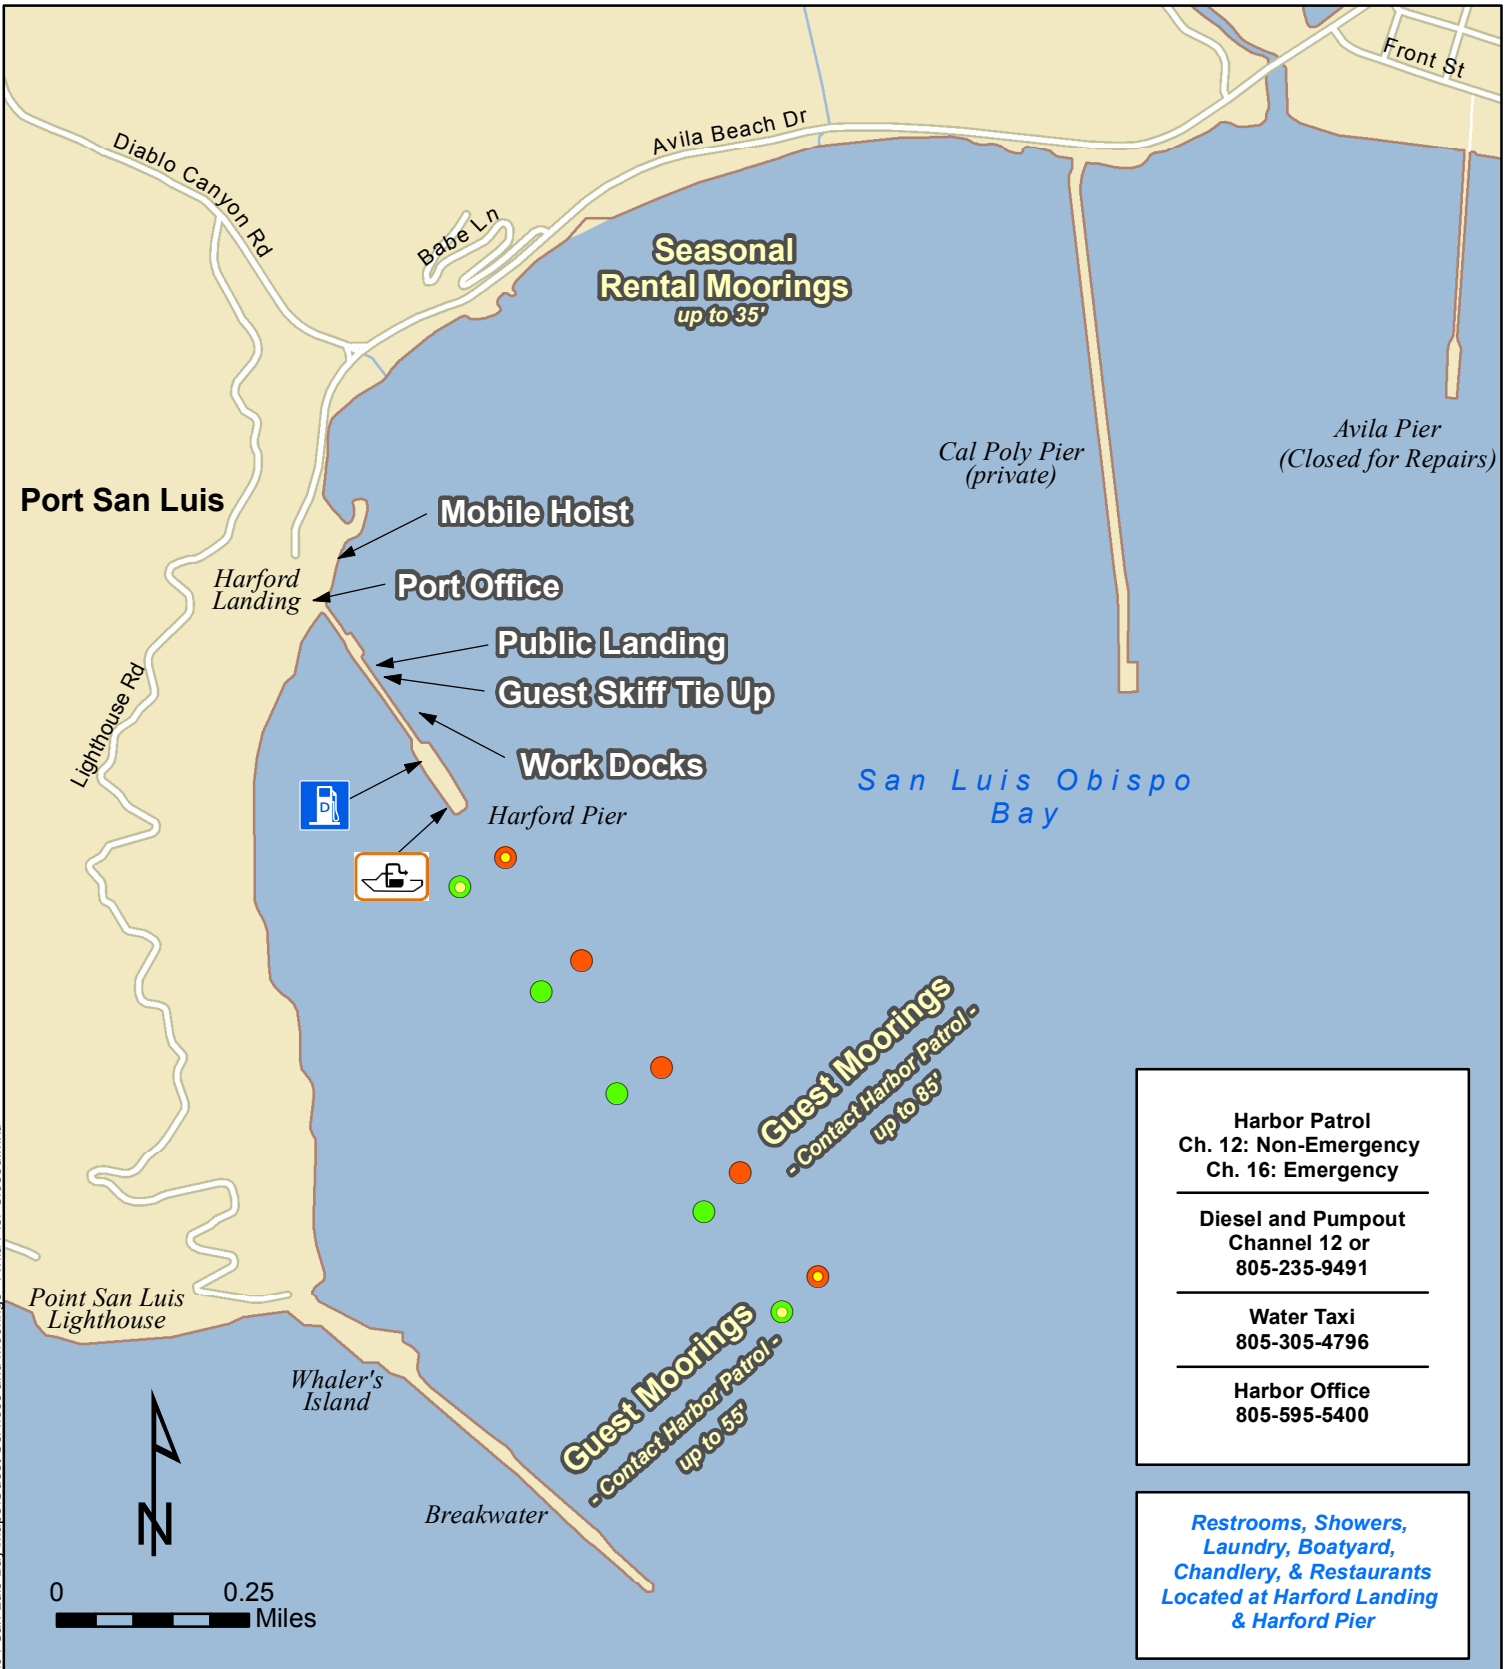 Front St
Avila Beach Dr
Diablo Canyon Rd
Babe Ln
Seasonal
Rental Moorings
up to 35'
Avila Pier
(Closed for Repairs)
Cal Poly Pier
(private)
Port San Luis
Mobile Hoist
Harford
Landing
Port Office
Public Landing
Guest Skiff Tie Up
Lighthouse Rd
Work Docks
San Luis Obispo
Bay
D
Harford Pier
Guest Moorings
- Contact Harbor Patrol -
up to 85'
Harbor Patrol
Ch. 12: Non-Emergency
Ch. 16: Emergency
Diesel and Pumpout
Channel 12 or
805-235-9491
Water Taxi
805-305-4796
Harbor Office
805-595-5400
Point San Luis
Lighthouse
Guest Moorings
- Contact Harbor Patrol -
up to 55'
Whaler's
Island
Breakwater
N
0 0.25
Miles
Restrooms, Showers,
Laundry, Boatyard,
Chandlery, & Restaurants
Located at Harford Landing
& Harford Pier